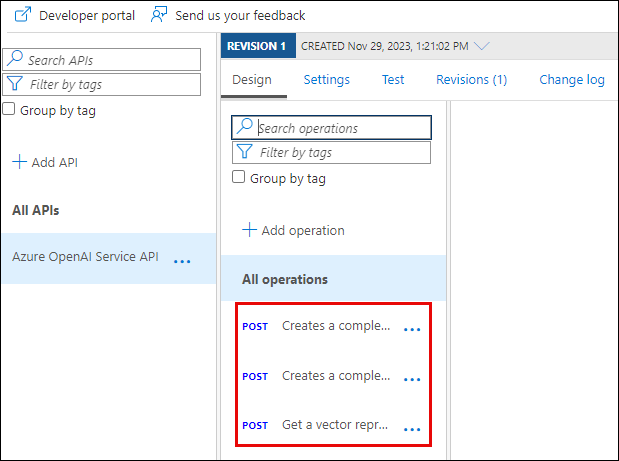 Developer portal
Send us your feedback
Search APIs
Filter by tags
Group by tag
Add API
All APIs
Azure OpenAI Service API
...
REVISION 1
CREATED Nov 29, 2023, 1:21:02 PM
Design
Settings
Test
Revisions (1)
Change log
Search operations
Filter by tags
Group by tag
Add operation
All operations
POST Creates a comple... ...
POST Creates a comple... ...
POST Get a vector repr... ...